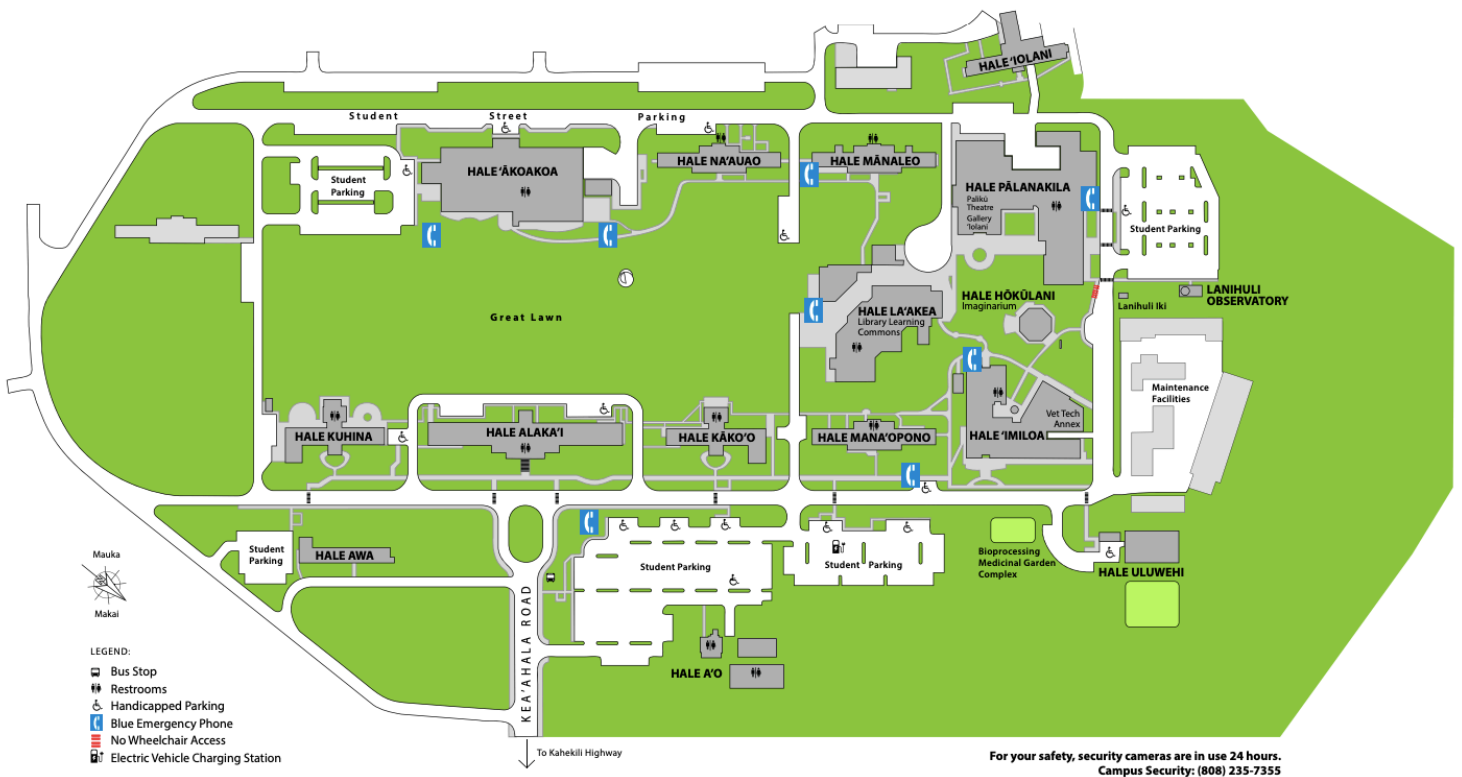 HALE ‘IOLANI
Student Street Parking
HALE ‘ĀKOAKOA
HALE NA‘AUAO
HALE MĀNALEO
Student
Parking
HALE PĀLANAKILA
Palikū
Theatre
Gallery
‘Iolani
Student Parking
LANIHULI
OBSERVATORY
Lanihuli Iki
HALE HŌKŪLANI
Imaginarium
HALE LA‘AKEA
Library Learning
Commons
Great Lawn
Maintenance
Facilities
Vet Tech
Annex
HALE KUHINA
HALE ALAKA‘I
HALE KĀKO‘O
HALE MANA‘OPONO
HALE ‘IMILOA
Student
Parking
HALE AWA
Student Parking
Student Parking
Bioprocessing
Medicinal Garden
Complex
HALE ULUWEHI
Mauka
Makai
KEA‘AHALA ROAD
HALE A‘O
LEGEND:
Bus Stop
Restrooms
Handicapped Parking
Blue Emergency Phone
No Wheelchair Access
Electric Vehicle Charging Station
To Kahekili Highway
For your safety, security cameras are in use 24 hours.
Campus Security: (808) 235-7355